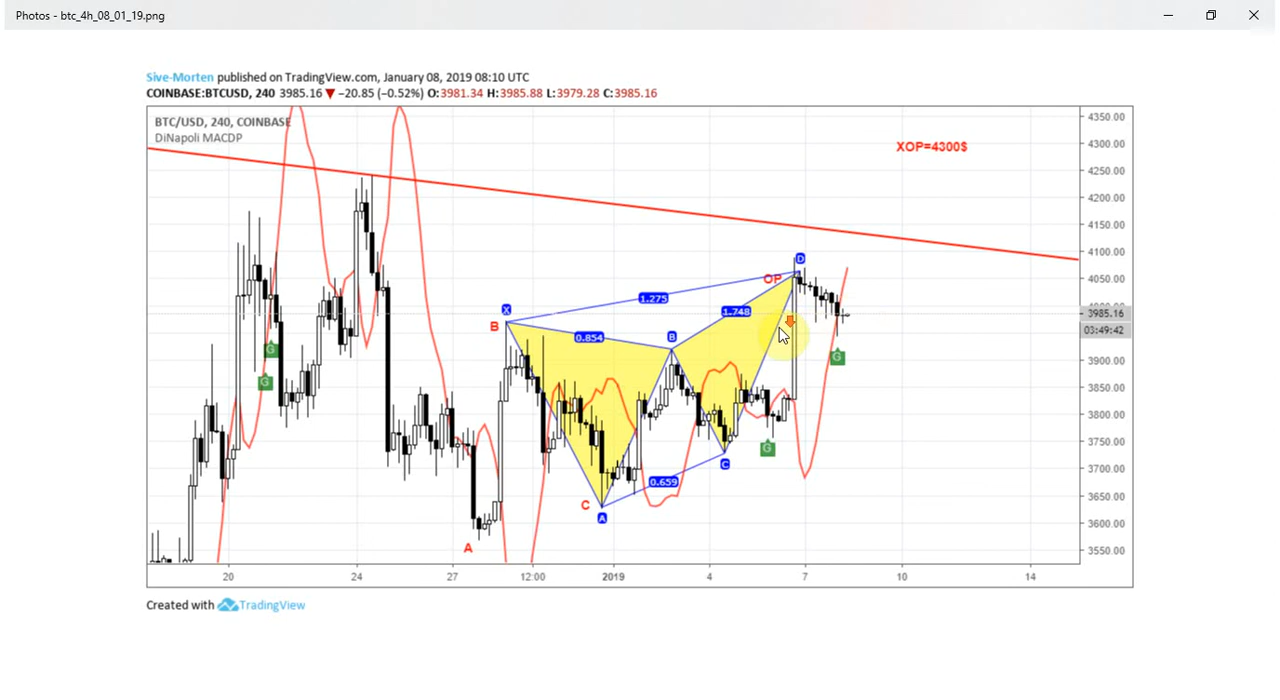 Photos - btc_4h_08_01_19.png
Sive-Morten published on TradingView.com, January 08, 2019 08:10 UTC
COINBASE:BTCUSD, 240 3985.16 ▼ −20.85 (−0.52%) O:3981.34 H:3985.88 L:3979.28 C:3985.16
BTC/USD, 240, COINBASE
DiNapoli MACDP
XOP=4300$
4350.00
4300.00
4250.00
4200.00
4150.00
4100.00
4050.00
3985.16
03:49:42
3900.00
3850.00
3800.00
3750.00
3700.00
3650.00
3600.00
3550.00
D
OP
1.275
X
1.748
B
0.854
B
G
G
G
G
C
0.659
C
A
A
20
24
27
12:00
2019
4
7
10
14
Created with TradingView